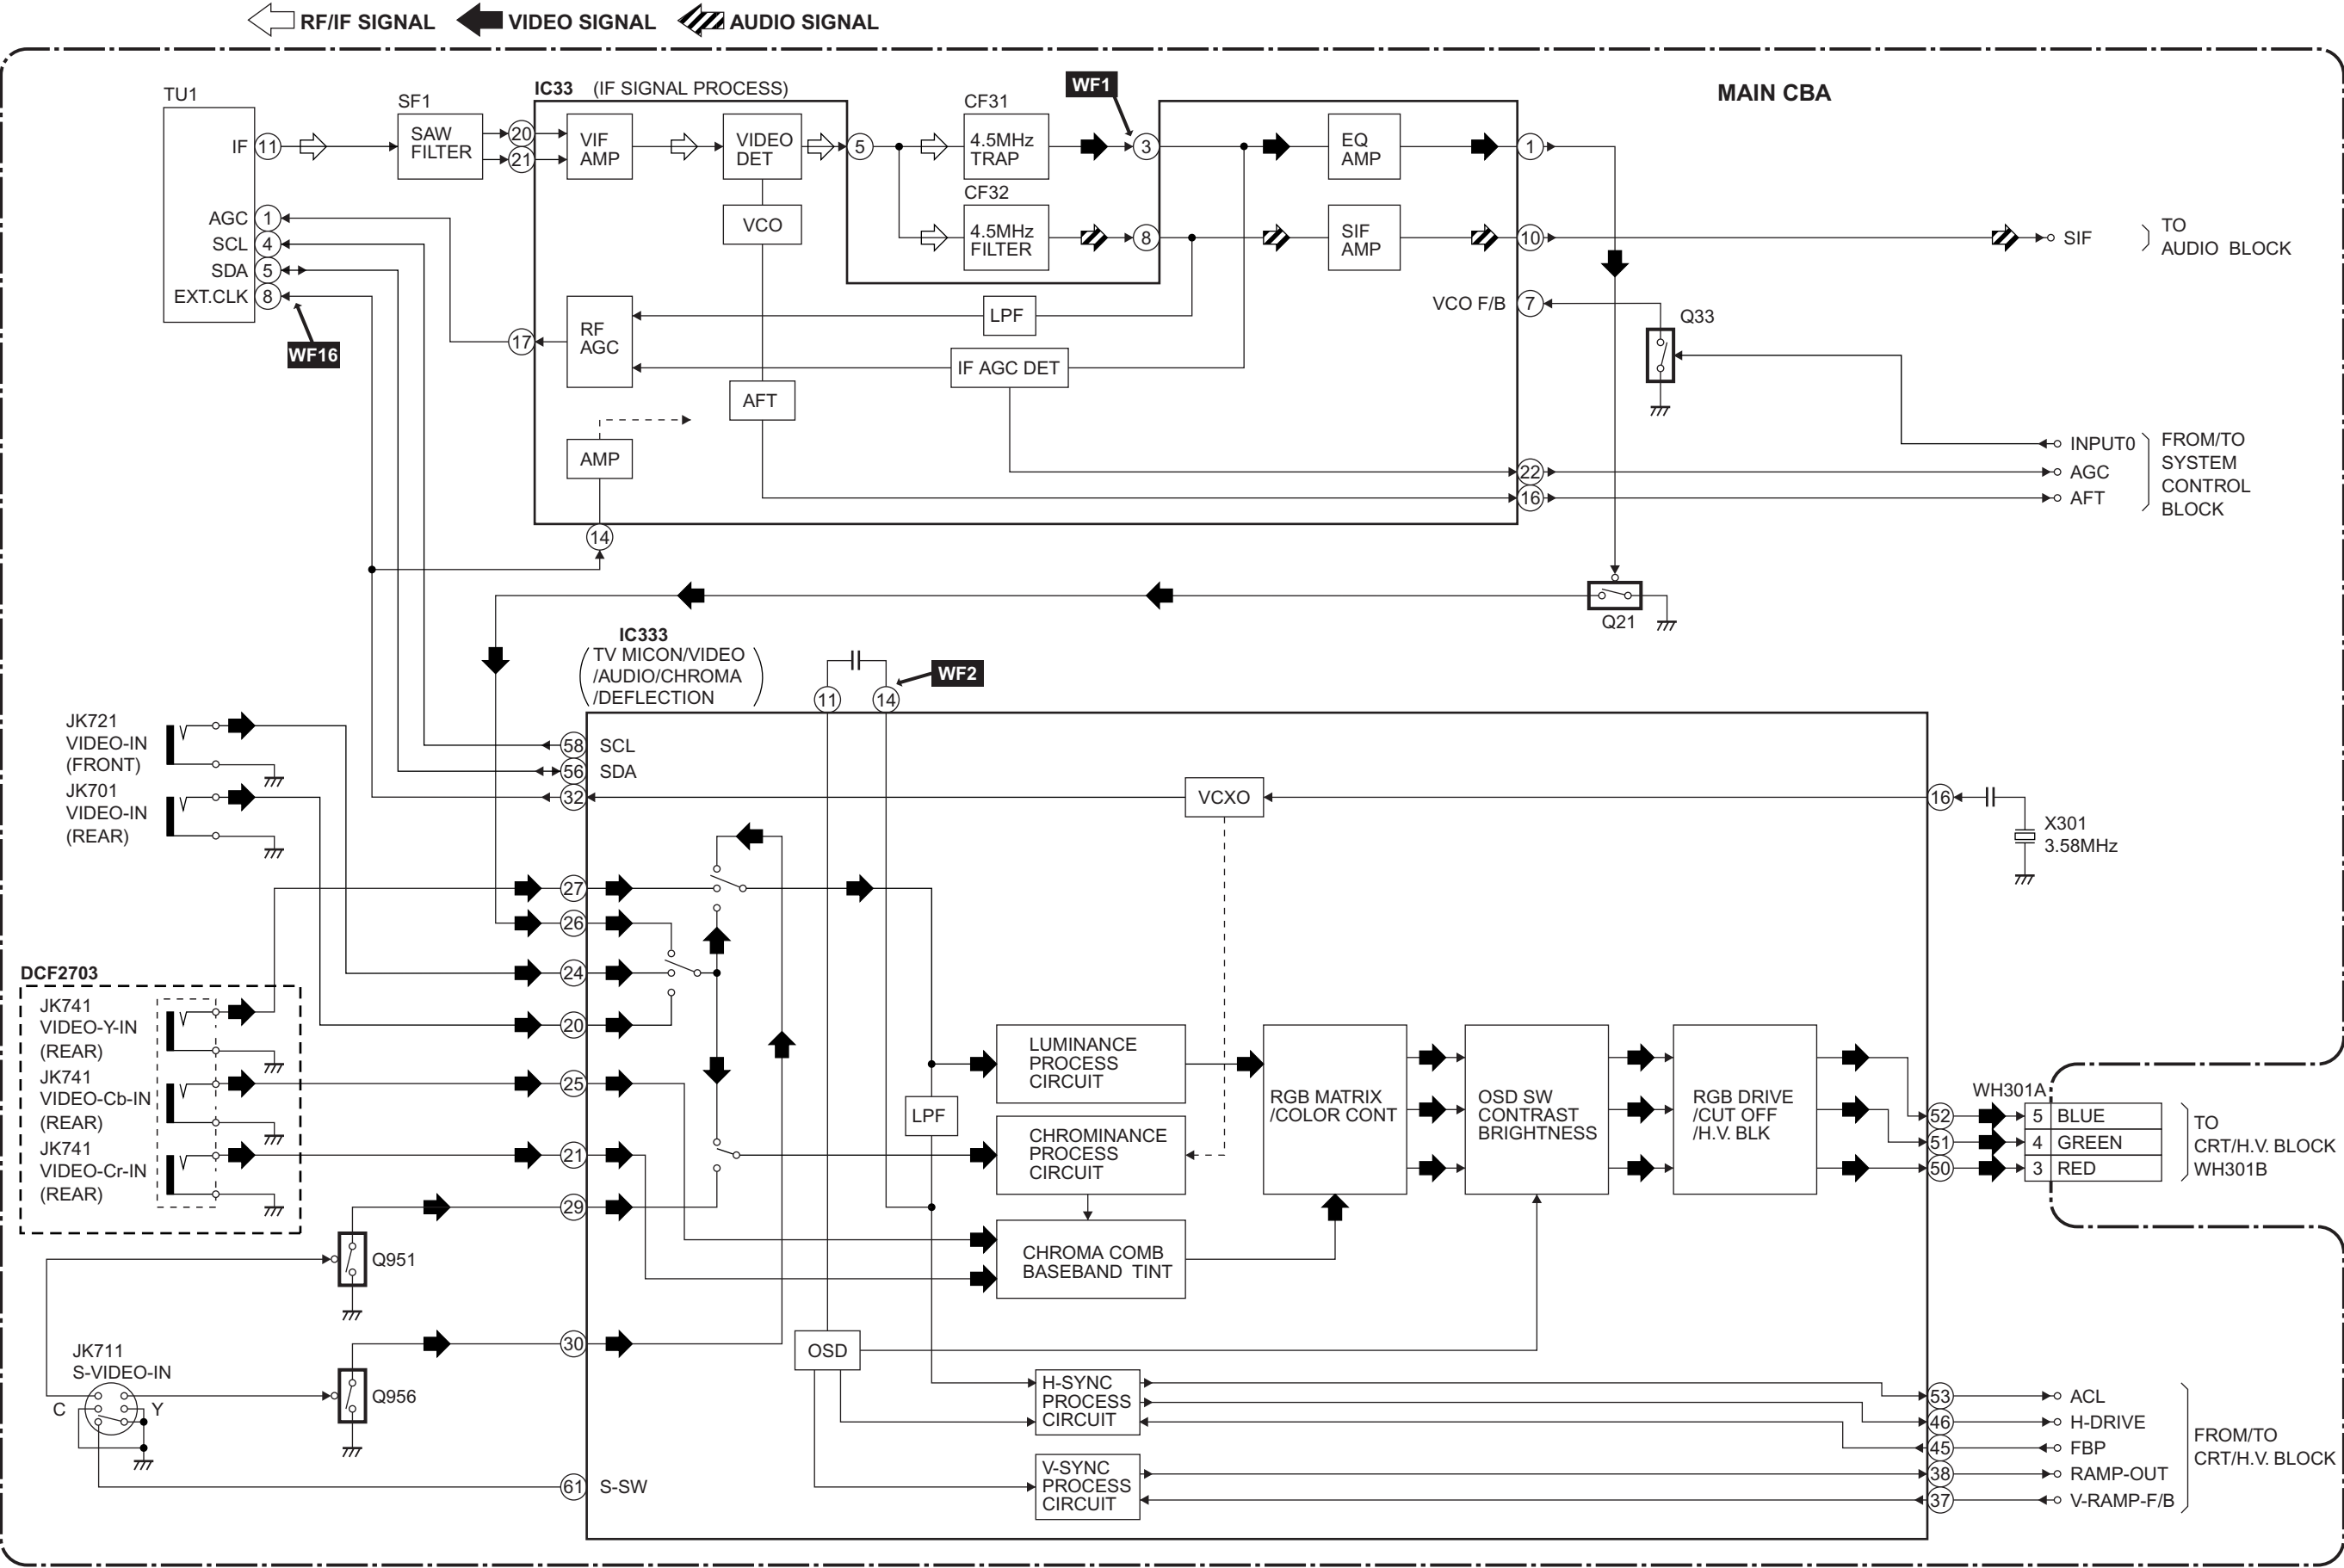 RF/IF SIGNAL VIDEO SIGNAL AUDIO SIGNAL
MAIN CBA
TU1
IF 11
AGC 1
SCL 4
SDA 5
EXT.CLK 8
WF16
SF1
SAW
FILTER
IC33 (IF SIGNAL PROCESS)
20
21
VIF
AMP
VIDEO
DET
5
VCO
CF31
4.5MHz
TRAP
WF1
3
CF32
4.5MHz
FILTER
8
EQ
AMP
1
SIF
AMP
10
SIF
TO
AUDIO BLOCK
VCO F/B 7
Q33
LPF
RF
AGC
17
IF AGC DET
AFT
AMP
14
22
16
INPUT0
AGC
AFT
FROM/TO
SYSTEM
CONTROL
BLOCK
Q21
IC333
TV MICON/VIDEO
/AUDIO/CHROMA
/DEFLECTION
11
14
WF2
JK721
VIDEO-IN
(FRONT)
JK701
VIDEO-IN
(REAR)
58 SCL
56 SDA
32
VCXO
16
X301
3.58MHz
27
26
24
20
25
21
29
30
61 S-SW
DCF2703
JK741
VIDEO-Y-IN
(REAR)
JK741
VIDEO-Cb-IN
(REAR)
JK741
VIDEO-Cr-IN
(REAR)
Q951
Q956
JK711
S-VIDEO-IN
C
Y
LUMINANCE
PROCESS
CIRCUIT
LPF
CHROMINANCE
PROCESS
CIRCUIT
CHROMA COMB
BASEBAND TINT
RGB MATRIX
/COLOR CONT
OSD SW
CONTRAST
BRIGHTNESS
RGB DRIVE
/CUT OFF
/H.V. BLK
WH301A
52 5 BLUE
51 4 GREEN
50 3 RED
TO
CRT/H.V. BLOCK
WH301B
OSD
H-SYNC
PROCESS
CIRCUIT
V-SYNC
PROCESS
CIRCUIT
53 ACL
46 H-DRIVE
45 FBP
38 RAMP-OUT
37 V-RAMP-F/B
FROM/TO
CRT/H.V. BLOCK